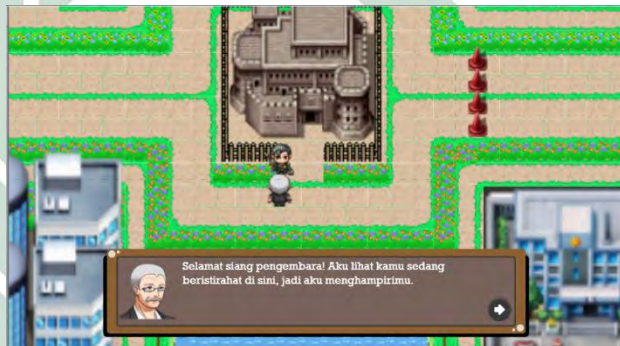 Selamat siang pengembara! Aku lihat kamu sedang
beristirahat di sini, jadi aku menghampirimu.